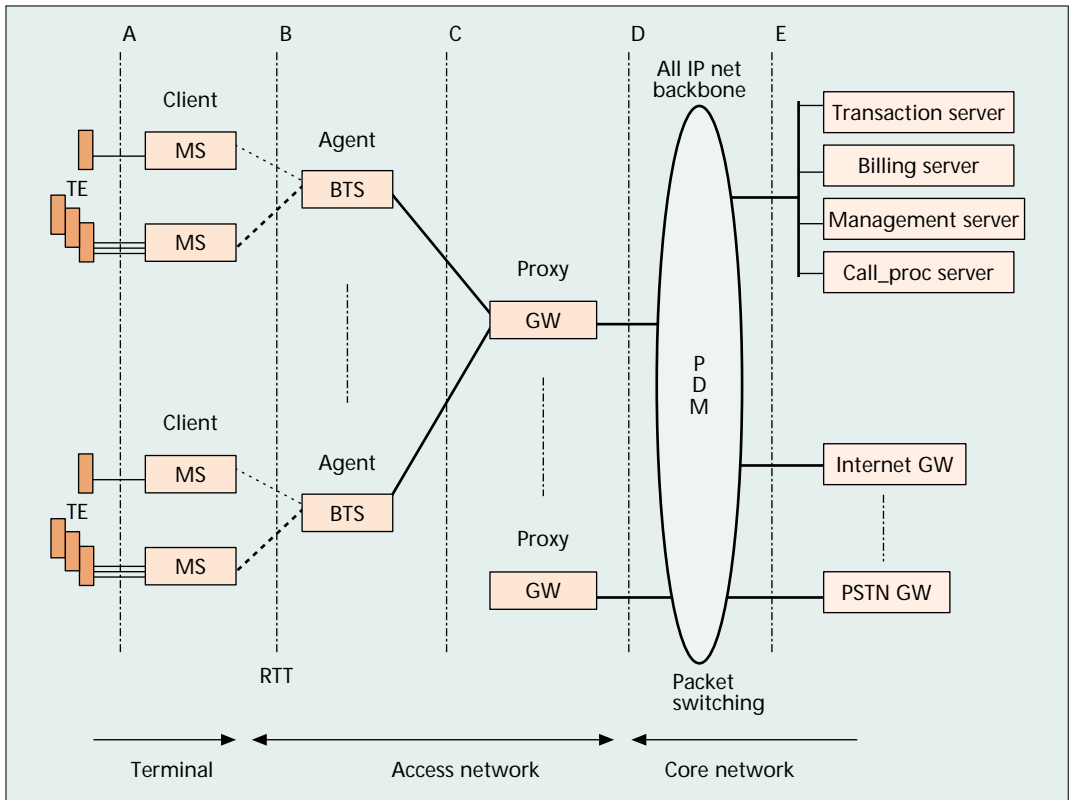 A
B
C
D
E
All IP net
backbone
Client
MS
Agent
BTS
TE
MS
Proxy
GW
Transaction server
Billing server
Management server
Call_proc server
P
D
M
Client
MS
Agent
BTS
TE
MS
Proxy
GW
Internet GW
PSTN GW
RTT
Packet
switching
Terminal
Access network
Core network